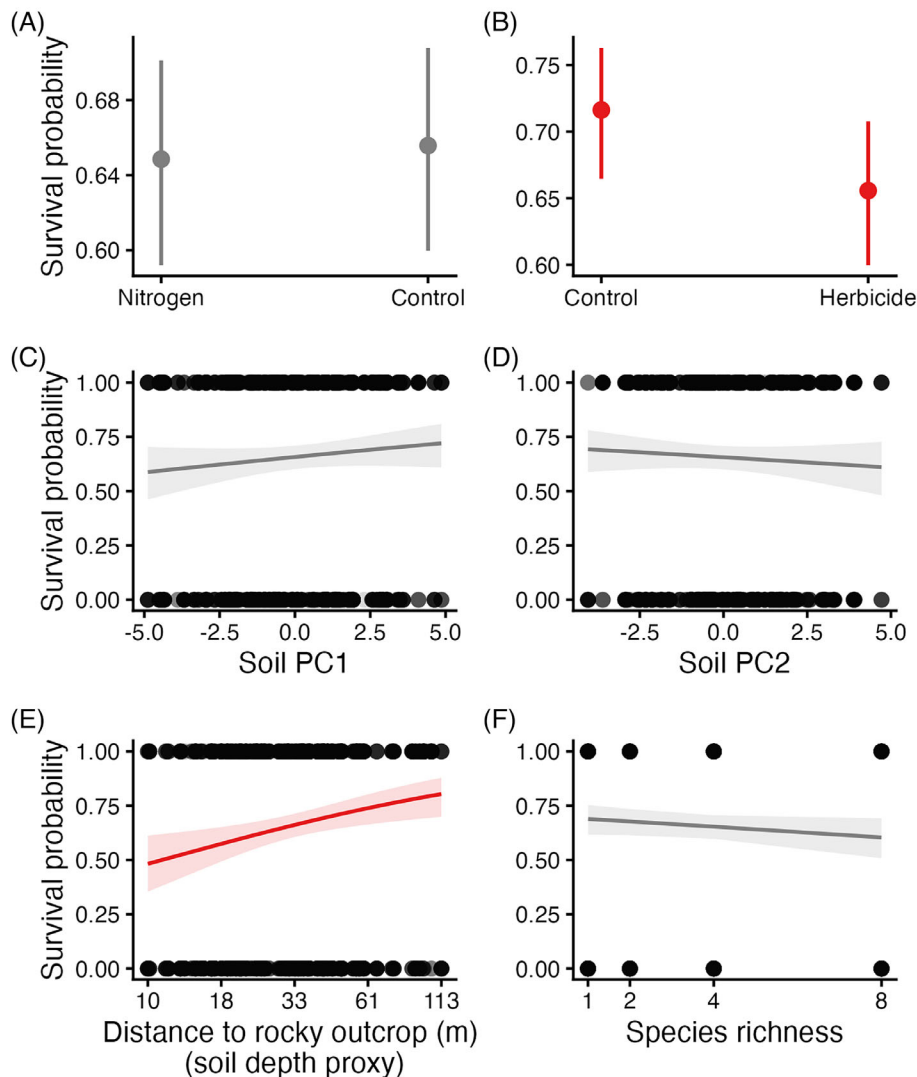 (A)
Survival probability
0.68
0.64
0.60
Nitrogen
Control
(B)
0.75
0.70
0.65
0.60
Control
Herbicide
(C)
Survival probability
1.00
0.75
0.50
0.25
0.00
-5.0
-2.5
0.0
2.5
5.0
Soil PC1
(D)
1.00
0.75
0.50
0.25
0.00
-2.5
0.0
2.5
5.0
Soil PC2
(E)
Survival probability
1.00
0.75
0.50
0.25
0.00
10
18
33
61
113
Distance to rocky outcrop (m)
(soil depth proxy)
(F)
1.00
0.75
0.50
0.25
0.00
1
2
4
8
Species richness